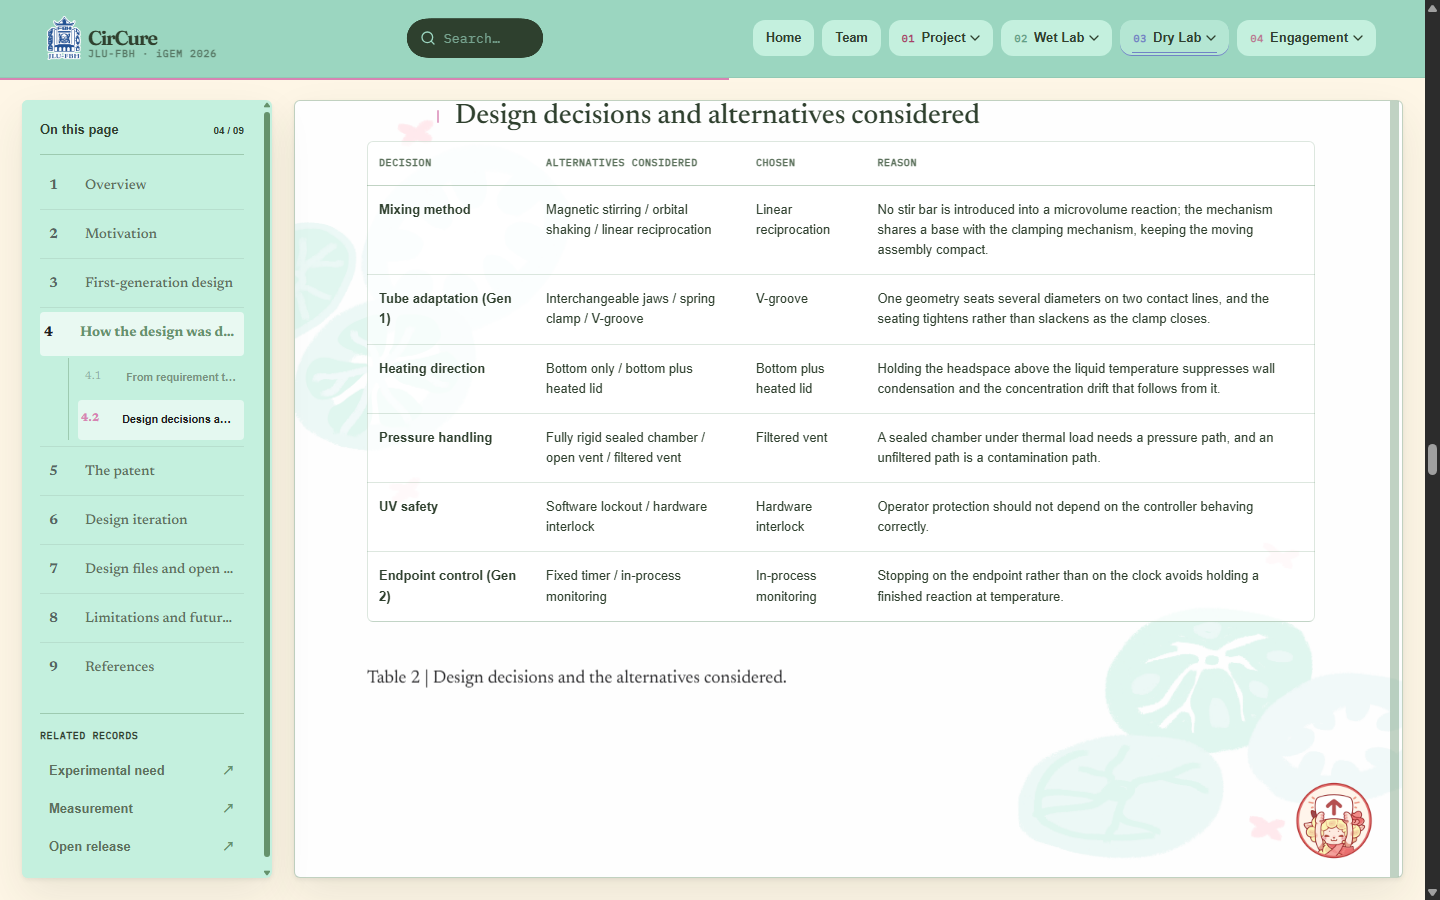 CirCure
JLU-FBH · iGEM 2026
Search…
Home
Team
01 Project
02 Wet Lab
03 Dry Lab
04 Engagement
On this page
04 / 09
1 Overview
2 Motivation
3 First-generation design
4 How the design was d...
4.1 From requirement t...
4.2 Design decisions a...
5 The patent
6 Design iteration
7 Design files and open ...
8 Limitations and futur...
9 References
RELATED RECORDS
Experimental need ↗
Measurement ↗
Open release ↗
Design decisions and alternatives considered
DECISION ALTERNATIVES CONSIDERED CHOSEN REASON
Mixing method
Magnetic stirring / orbital
shaking / linear reciprocation
Linear
reciprocation
No stir bar is introduced into a microvolume reaction; the mechanism
shares a base with the clamping mechanism, keeping the moving
assembly compact.
Tube adaptation (Gen
1)
Interchangeable jaws / spring
clamp / V-groove
V-groove
One geometry seats several diameters on two contact lines, and the
seating tightens rather than slackens as the clamp closes.
Heating direction
Bottom only / bottom plus
heated lid
Bottom plus
heated lid
Holding the headspace above the liquid temperature suppresses wall
condensation and the concentration drift that follows from it.
Pressure handling
Fully rigid sealed chamber /
open vent / filtered vent
Filtered vent
A sealed chamber under thermal load needs a pressure path, and an
unfiltered path is a contamination path.
UV safety
Software lockout / hardware
interlock
Hardware
interlock
Operator protection should not depend on the controller behaving
correctly.
Endpoint control (Gen
2)
Fixed timer / in-process
monitoring
In-process
monitoring
Stopping on the endpoint rather than on the clock avoids holding a
finished reaction at temperature.
Table 2 | Design decisions and the alternatives considered.